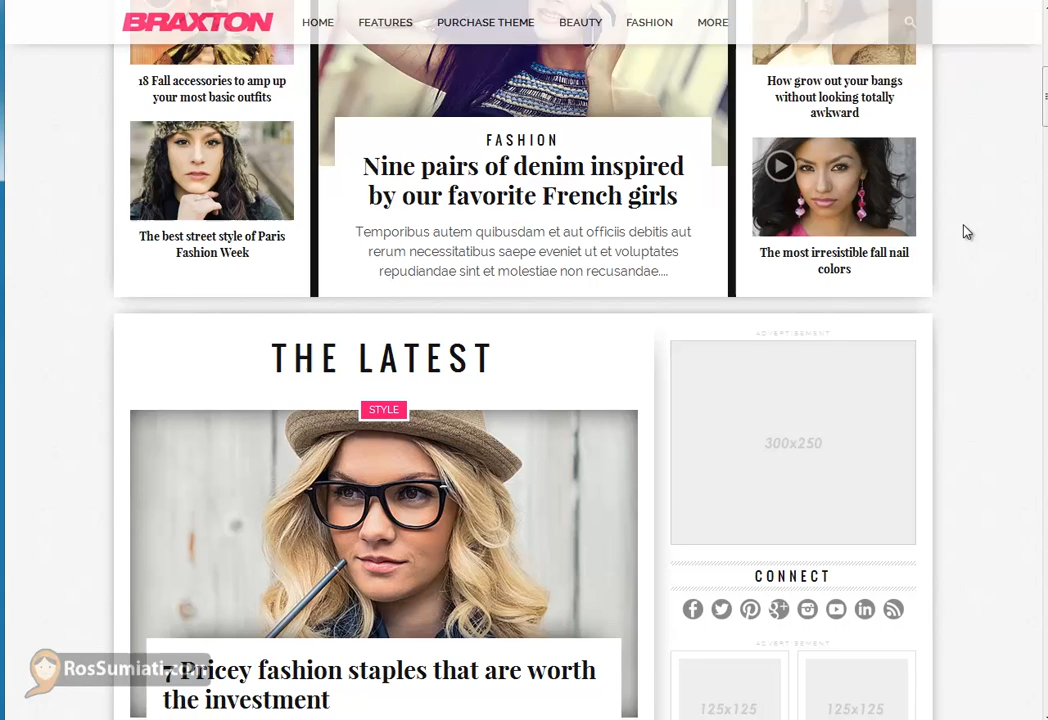 BRAXTON
HOME FEATURES PURCHASE THEME BEAUTY FASHION MORE
18 Fall accessories to amp up
your most basic outfits
The best street style of Paris
Fashion Week
FASHION
Nine pairs of denim inspired
by our favorite French girls
Temporibus autem quibusdam et aut officiis debitis aut
rerum necessitatibus saepe eveniet ut et voluptates
repudiandae sint et molestiae non recusandae....
How grow out your bangs
without looking totally
awkward
The most irresistible fall nail
colors
THE LATEST
STYLE
7 Pricey fashion staples that are worth
the investment
ADVERTISEMENT
300x250
CONNECT
ADVERTISEMENT
125x125 125x125
RosSumiati.com